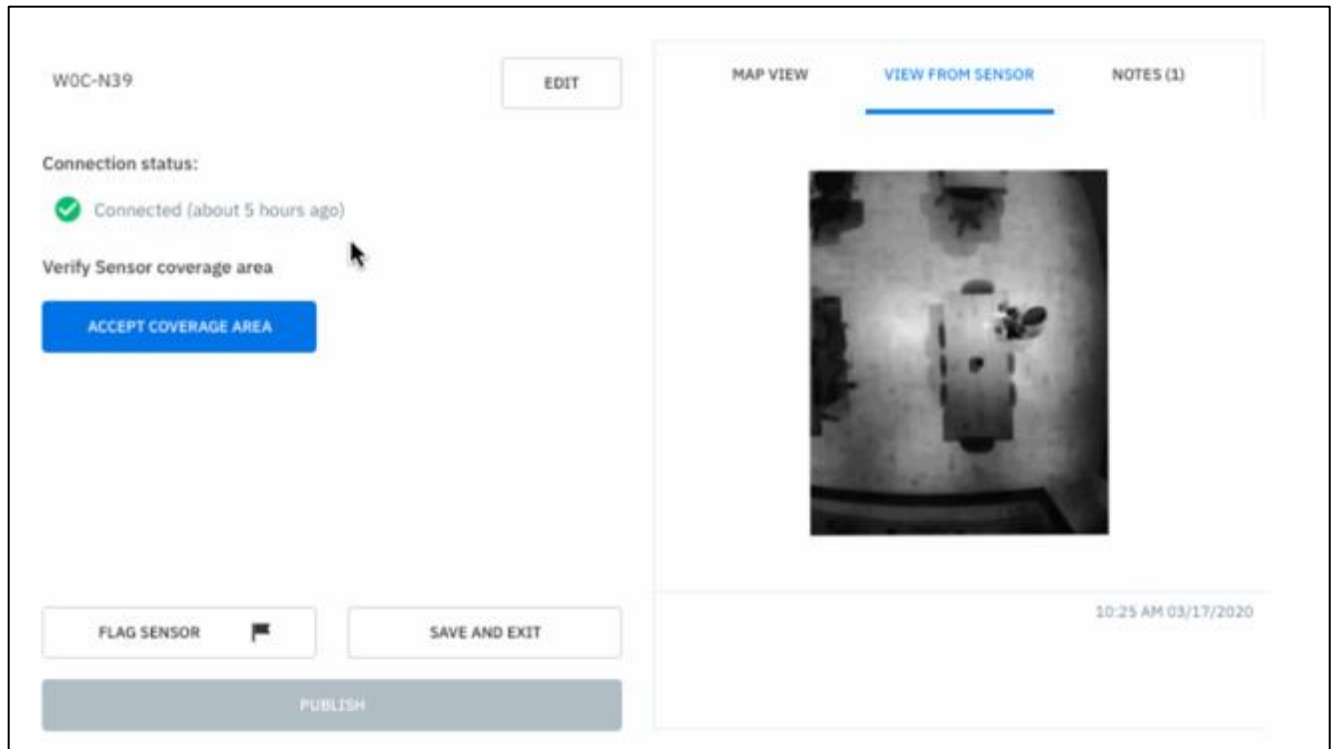 W0C-N39
EDIT
Connection status:
Connected (about 5 hours ago)
Verify Sensor coverage area
ACCEPT COVERAGE AREA
FLAG SENSOR
SAVE AND EXIT
PUBLISH
MAP VIEW
VIEW FROM SENSOR
NOTES (1)
10:25 AM 03/17/2020